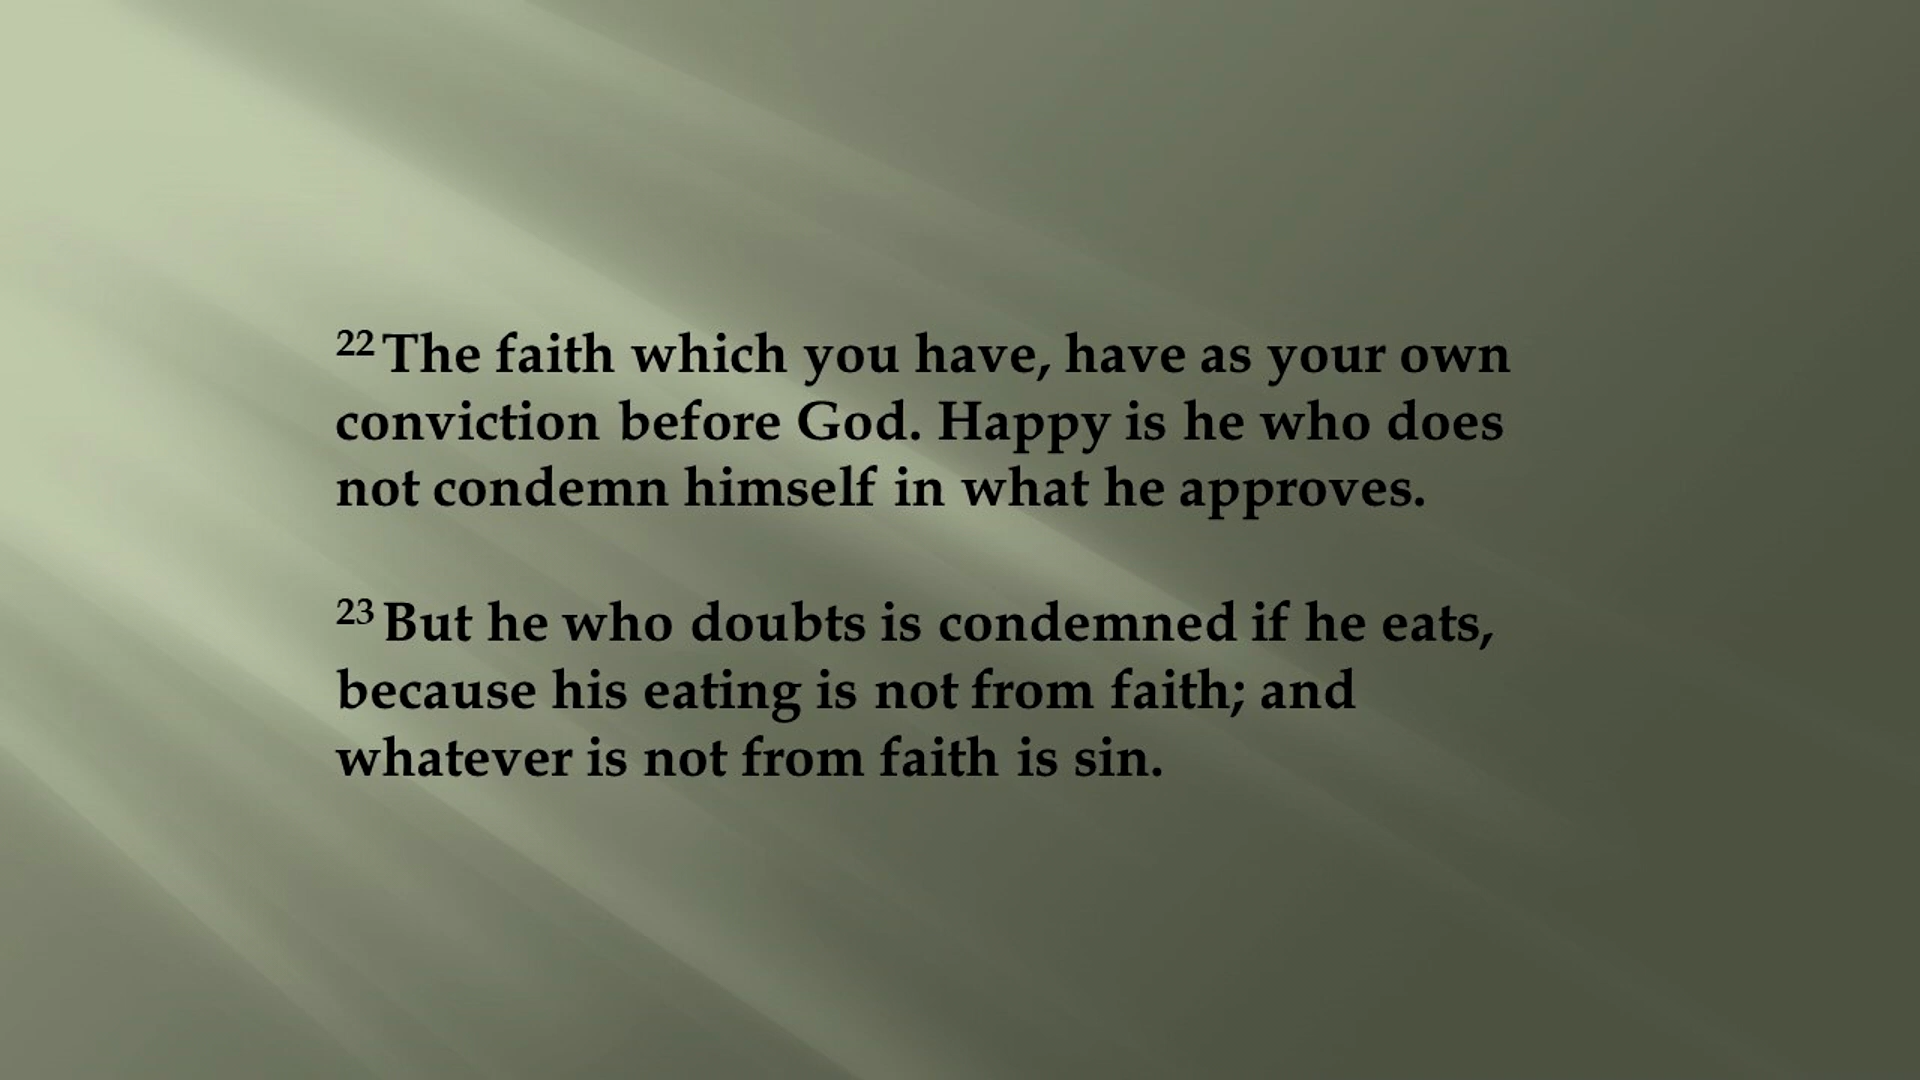 22 The faith which you have, have as your own
conviction before God. Happy is he who does
not condemn himself in what he approves.
23 But he who doubts is condemned if he eats,
because his eating is not from faith; and
whatever is not from faith is sin.